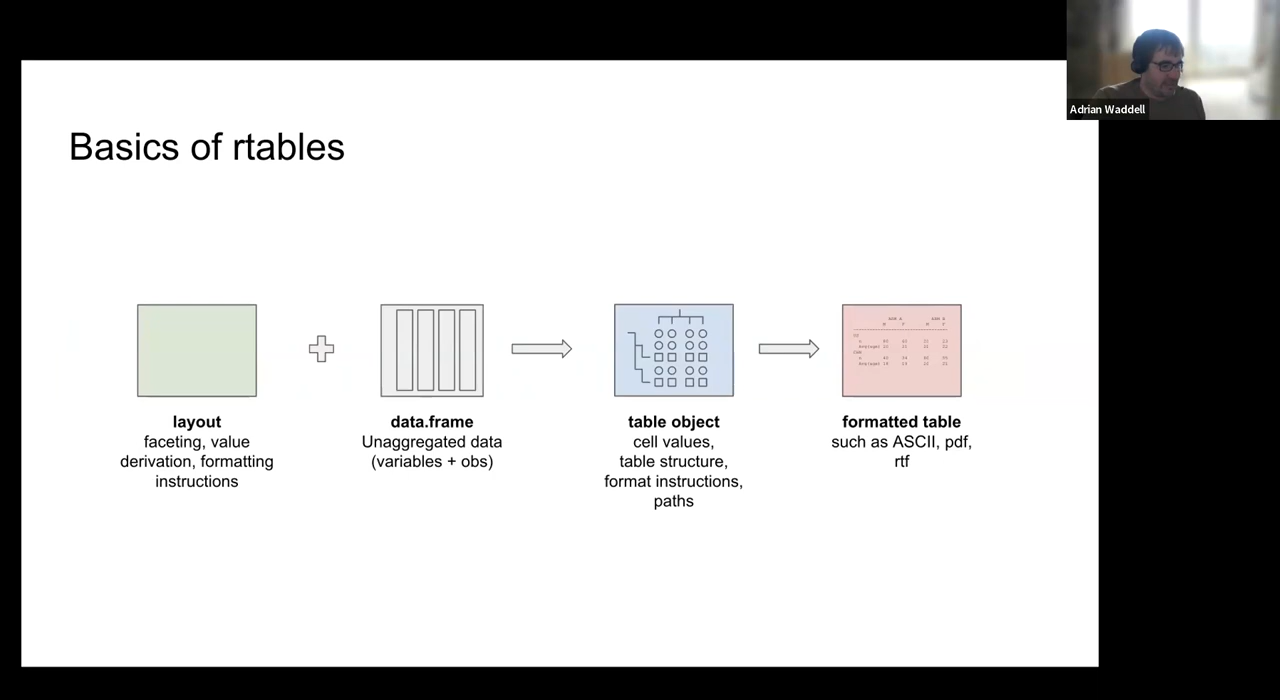 Adrian Waddell
Basics of rtables
layout
faceting, value
derivation, formatting
instructions
data.frame
Unaggregated data
(variables + obs)
table object
cell values,
table structure,
format instructions,
paths
formatted table
such as ASCII, pdf,
rtf